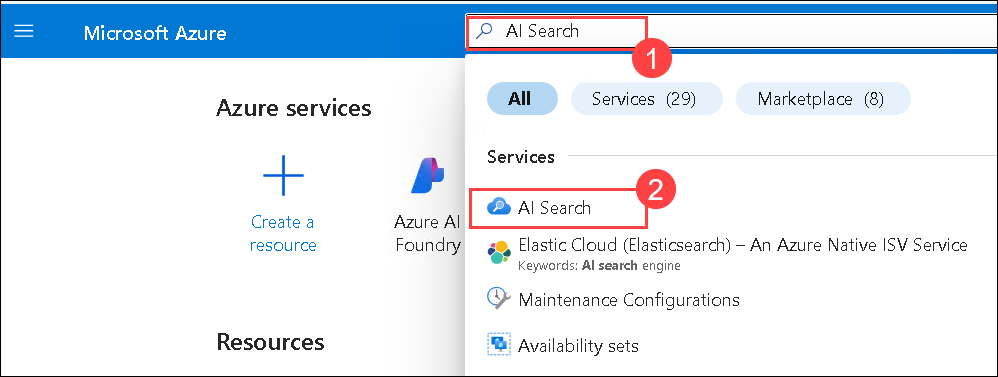 Microsoft Azure
AI Search
1
All
Services (29)
Marketplace (8)
Azure services
Services
2
AI Search
Create a
resource
Azure AI
Foundry
Elastic Cloud (Elasticsearch) – An Azure Native ISV Service
Keywords: AI search engine
Maintenance Configurations
Resources
Availability sets